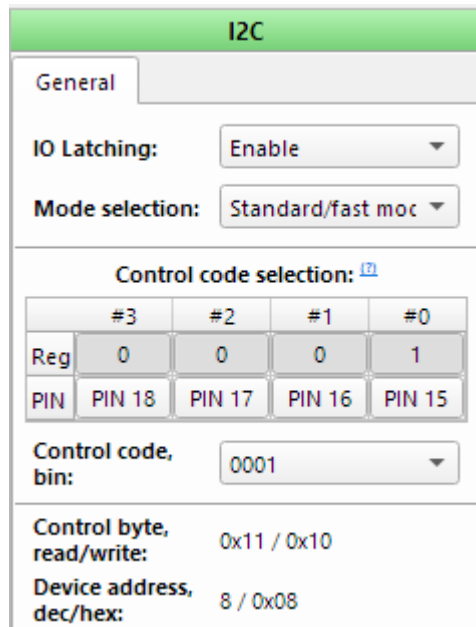 I2C
General
IO Latching: Enable
Mode selection: Standard/fast moc
Control code selection: (?)
#3 #2 #1 #0
Reg 0 0 0 1
PIN PIN 18 PIN 17 PIN 16 PIN 15
Control code,
bin: 0001
Control byte,
read/write: 0x11 / 0x10
Device address,
dec/hex: 8 / 0x08